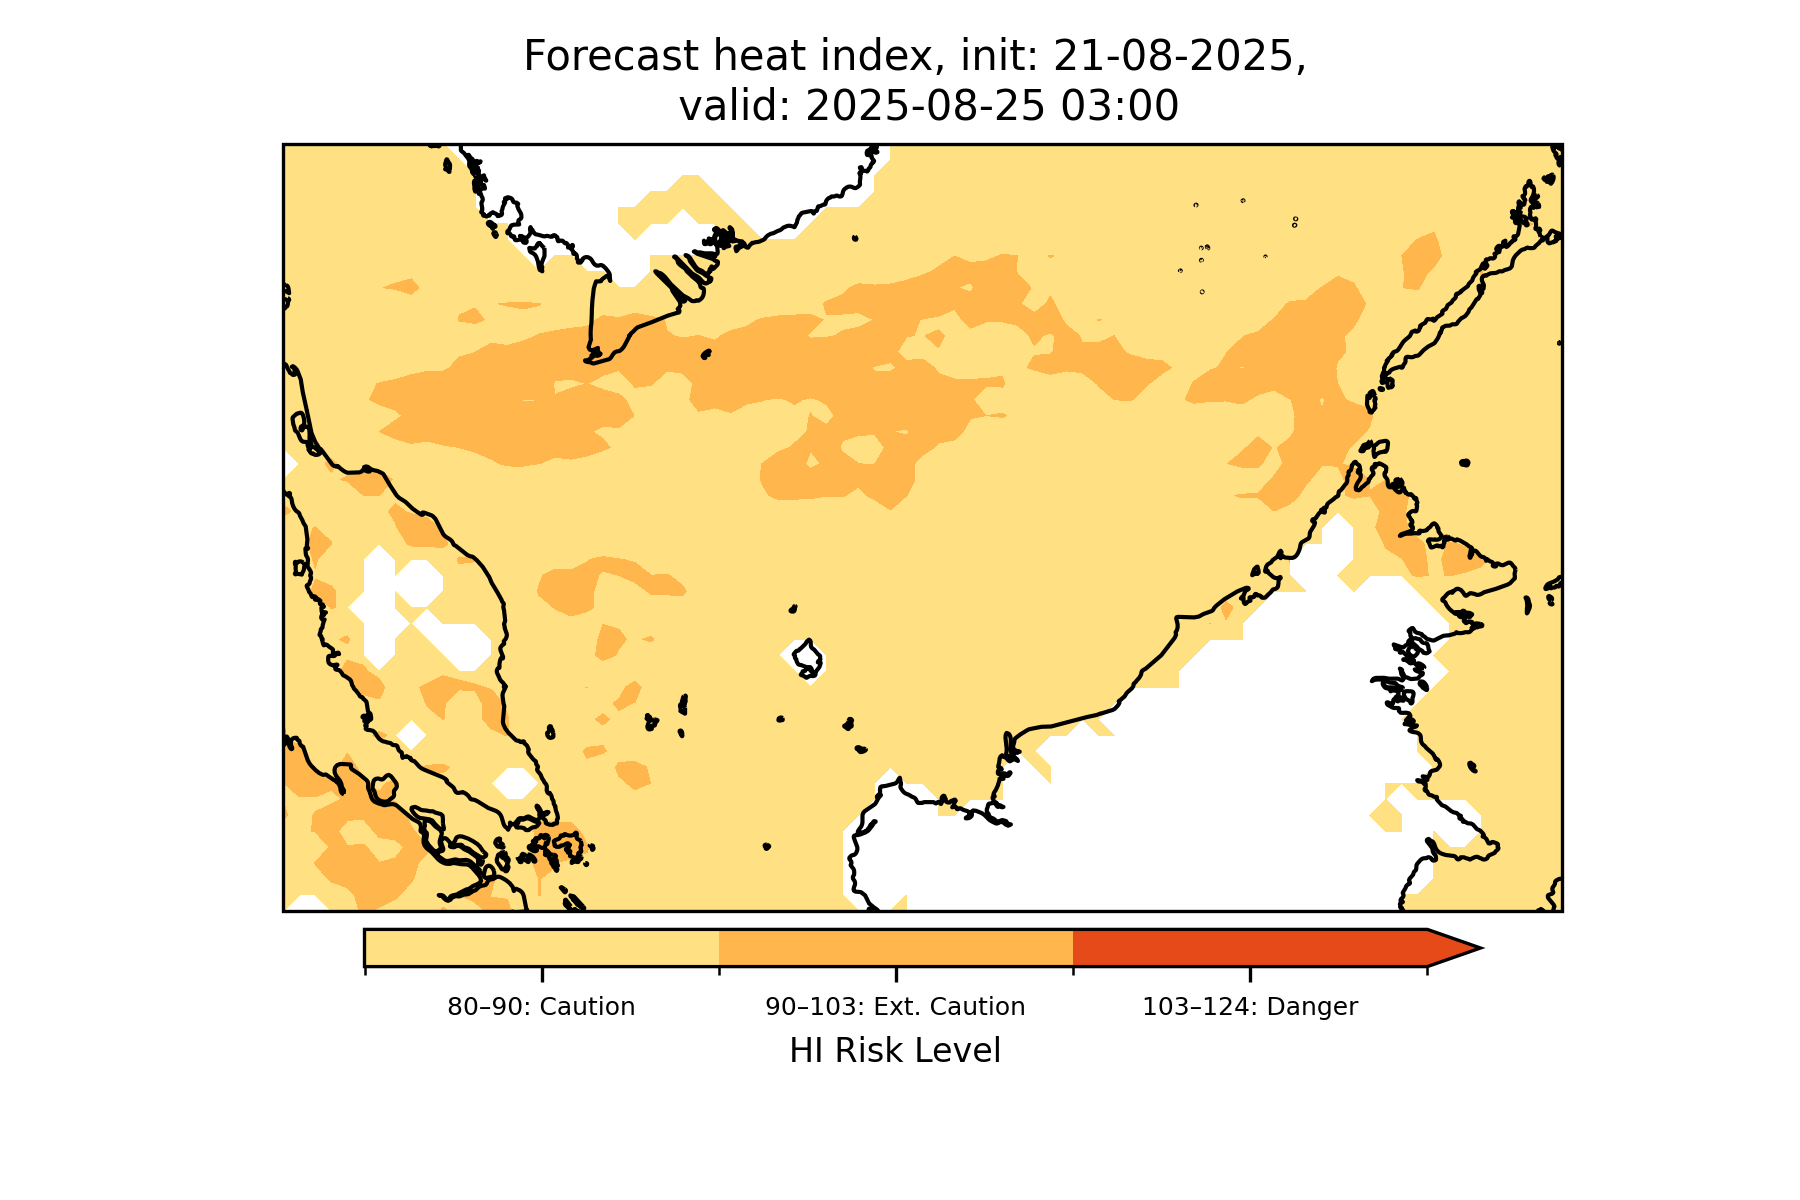 Forecast heat index, init: 21-08-2025,
valid: 2025-08-25 03:00
80–90: Caution
90–103: Ext. Caution
103–124: Danger
HI Risk Level